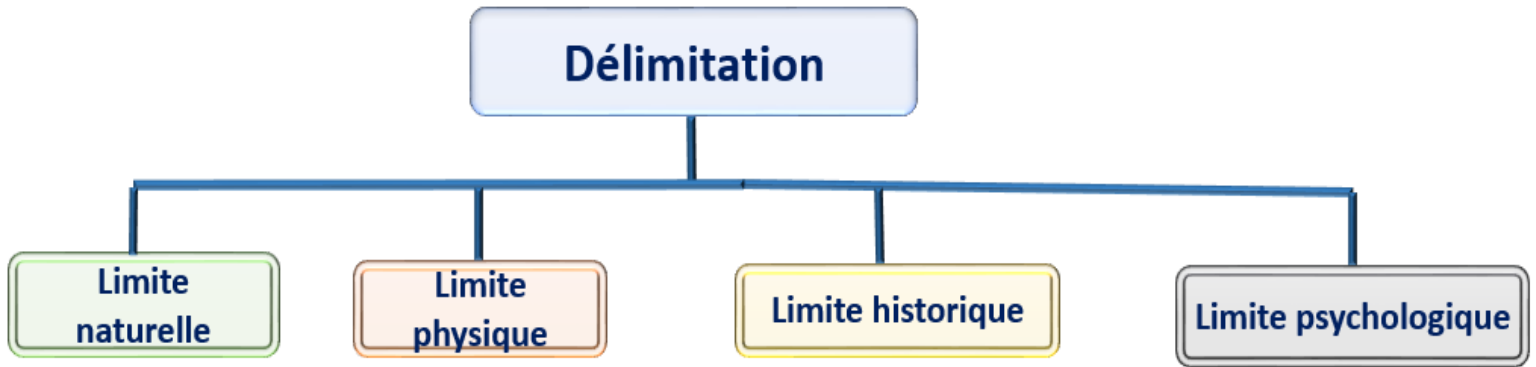 Délimitation
Limite
naturelle
Limite
physique
Limite historique
Limite psychologique